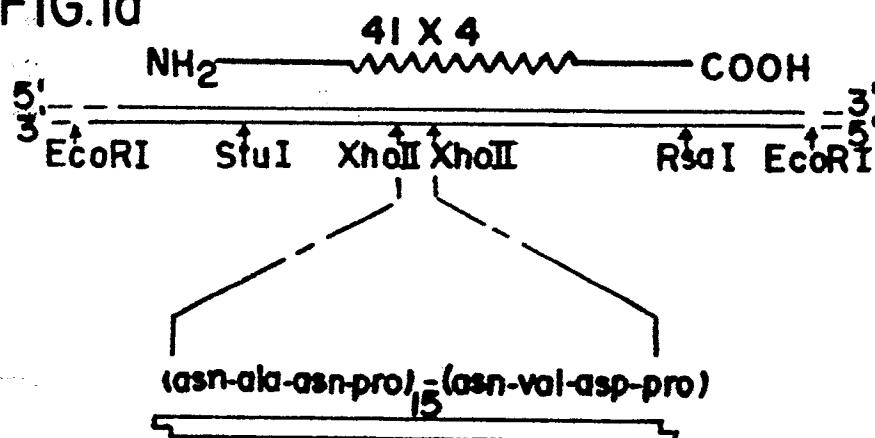 FIG.1a
41 X 4
NH2 COOH
5' 3'
3' 5'
EcoRI StuI XhoII XhoII RsaI EcoRI
(asn-ala-asn-pro)15-(asn-val-asp-pro)